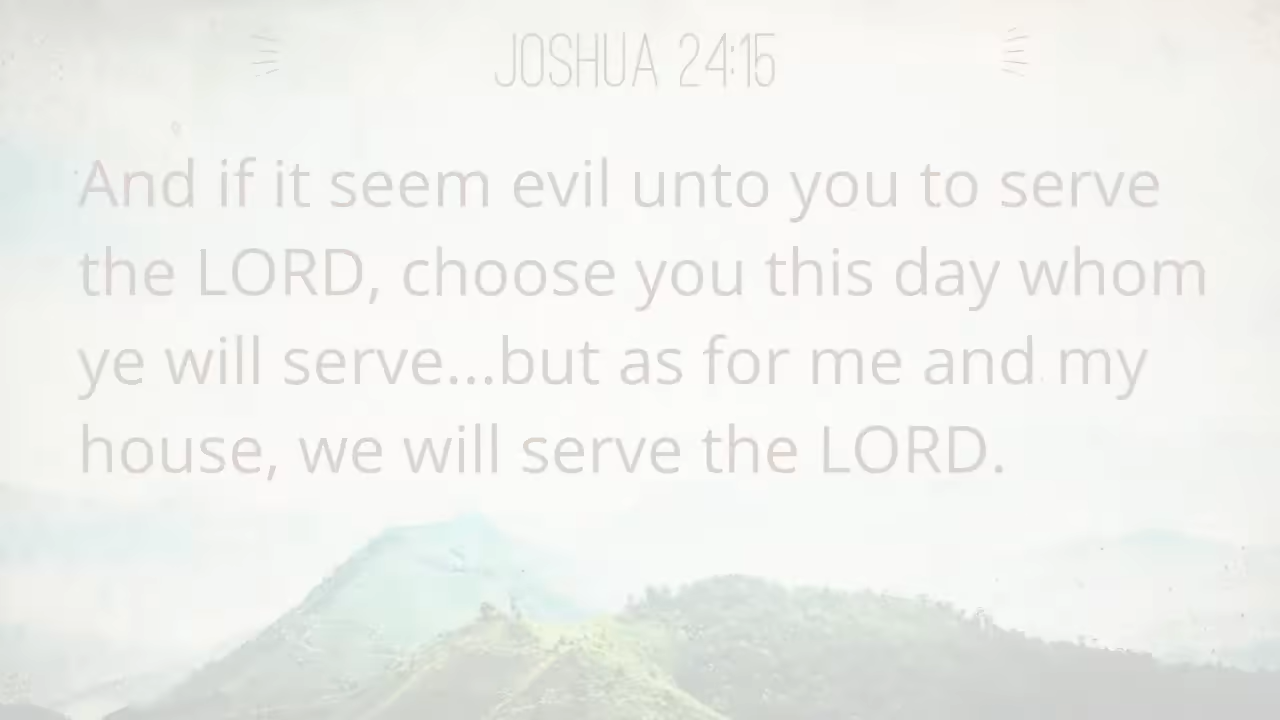 JOSHUA 24:15
And if it seem evil unto you to serve
the LORD, choose you this day whom
ye will serve...but as for me and my
house, we will serve the LORD.